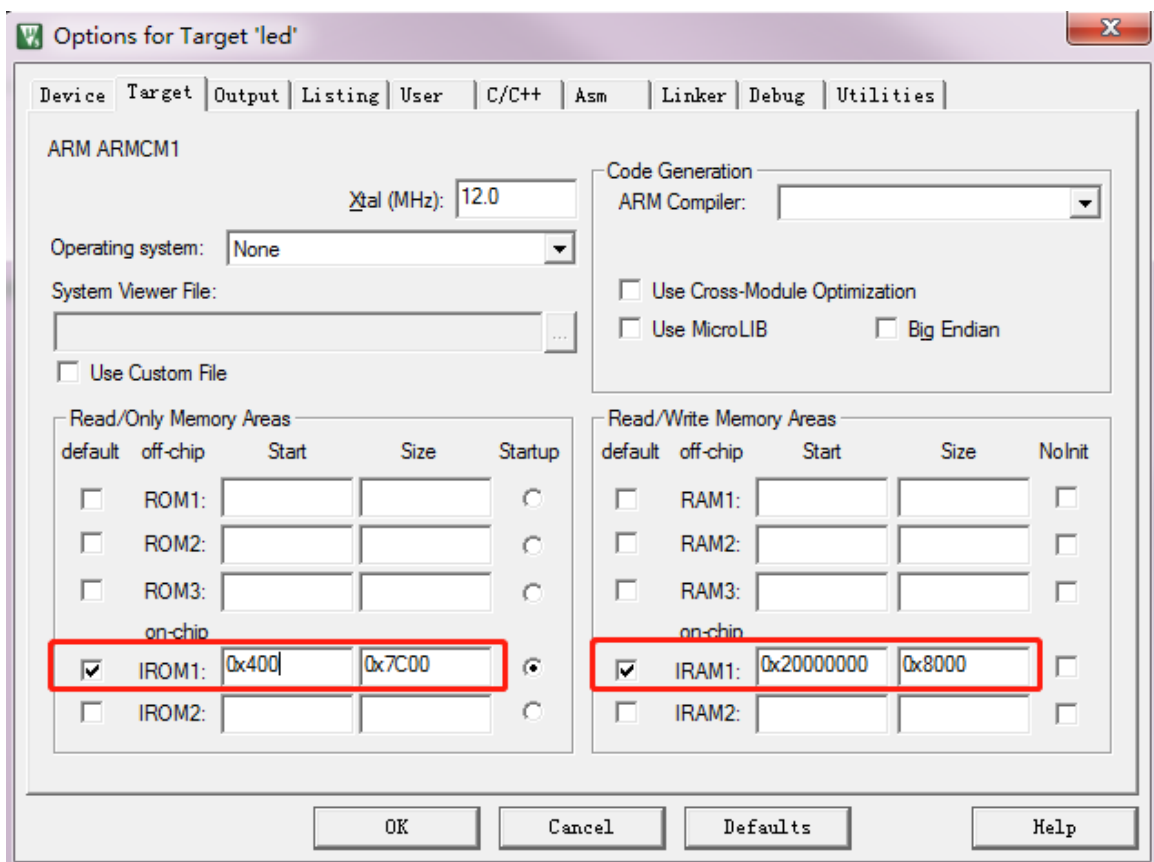 Options for Target 'led'
Device Target Output Listing User C/C++ Asm Linker Debug Utilities
ARM ARMCM1
Xtal (MHz): 12.0
Operating system: None
System Viewer File:
...
Use Custom File
Code Generation
ARM Compiler:
Use Cross-Module Optimization
Use MicroLIB Big Endian
Read/Only Memory Areas
default off-chip Start Size Startup
ROM1:
ROM2:
ROM3:
on-chip
IROM1: 0x400 0x7C00
IROM2:
Read/Write Memory Areas
default off-chip Start Size NoInit
RAM1:
RAM2:
RAM3:
on-chip
IRAM1: 0x20000000 0x8000
IRAM2:
OK Cancel Defaults Help